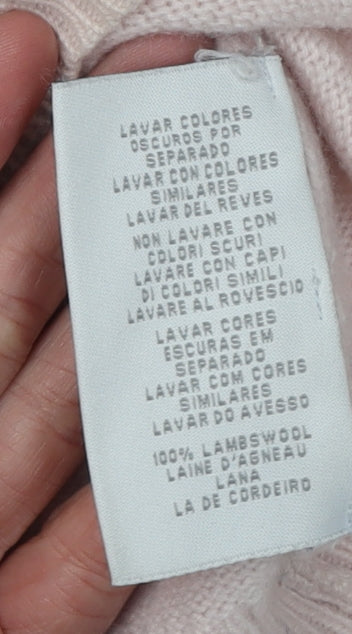 LAVAR COLORES
OSCUROS POR
SEPARADO
LAVAR CON COLORES
SIMILARES
LAVAR DEL REVES
NON LAVARE CON
COLORI SCURI
LAVARE CON CAPI
DI COLORI SIMILI
LAVARE AL ROVESCIO
LAVAR CORES
ESCURAS EM
SEPARADO
LAVAR COM CORES
SIMILARES
LAVAR DO AVESSO
100% LAMBSWOOL
LAINE D'AGNEAU
LANA
LA DE CORDEIRO